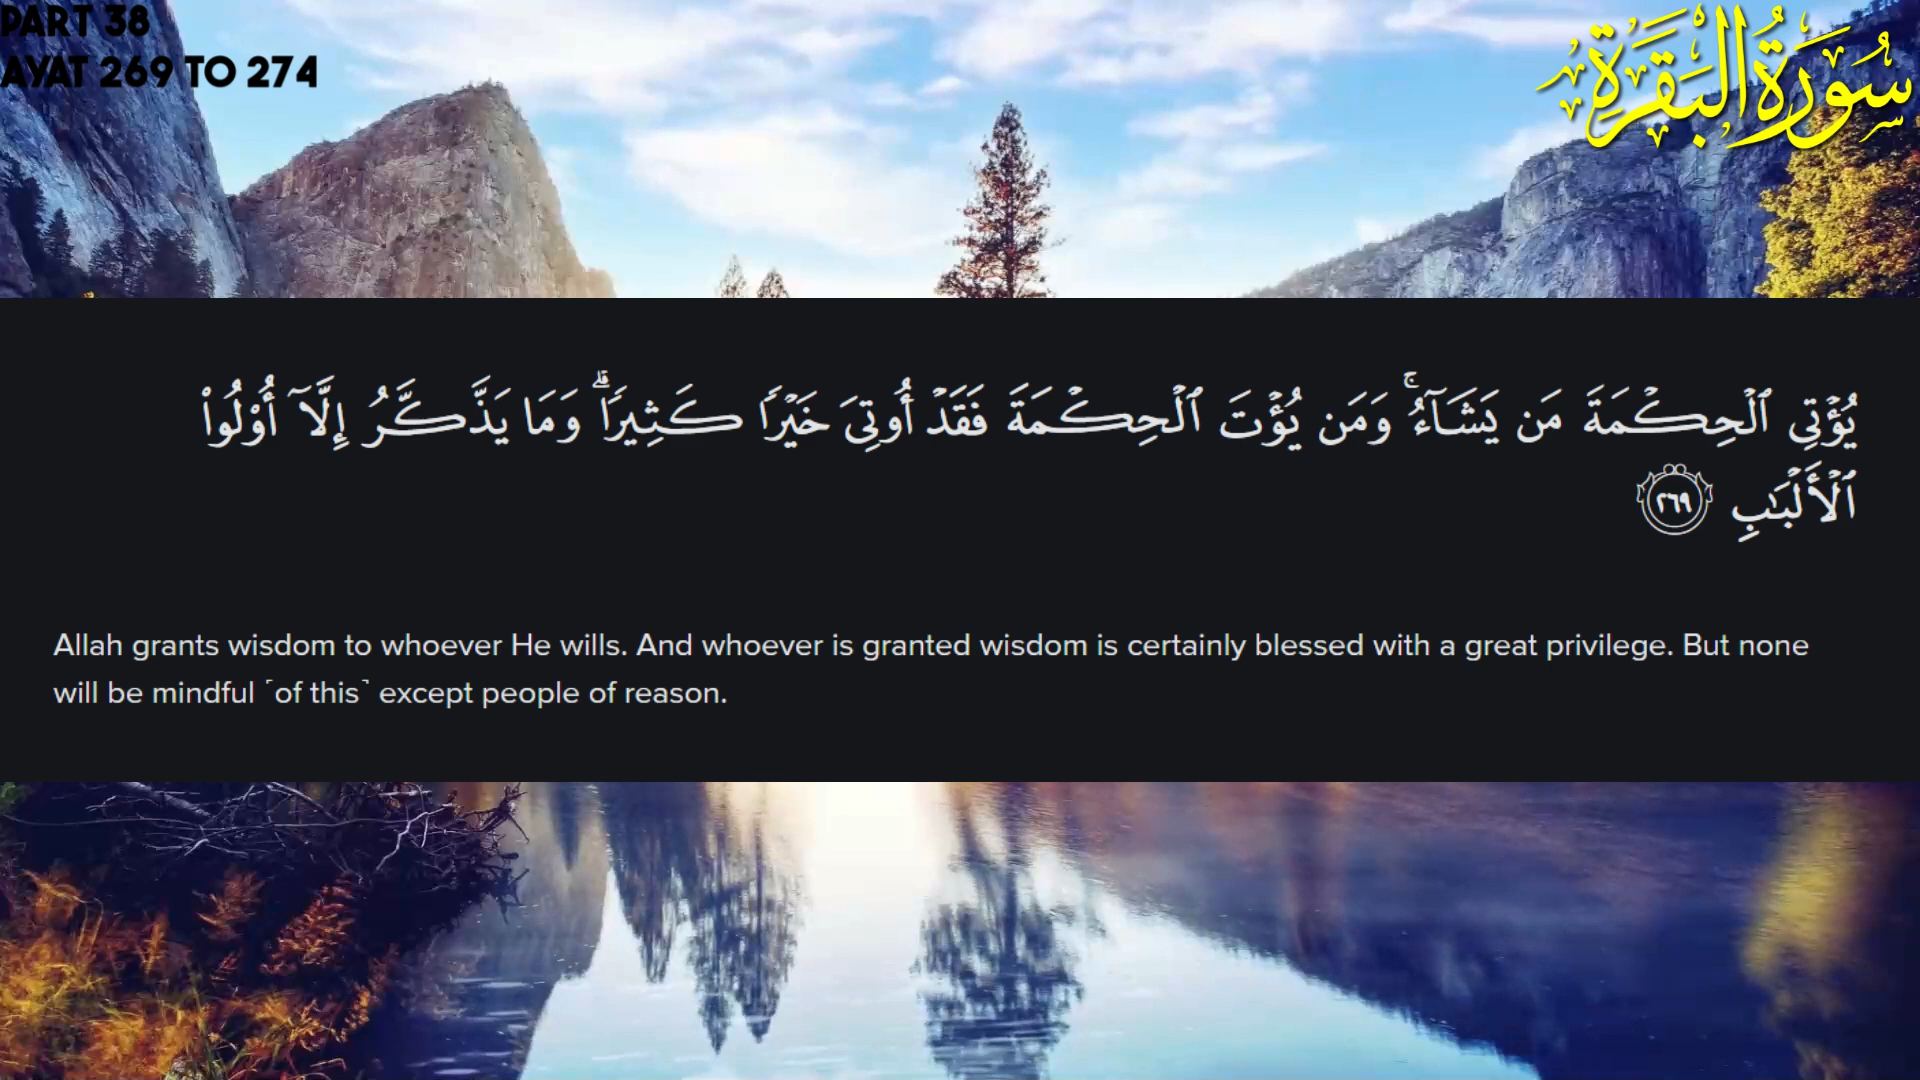 PART 38
AYAT 269 TO 274
سُورَةُ الْبَقَرَةِ
يُؤْتِى ٱلْحِكْمَةَ مَن يَشَآءُ ۚ وَمَن يُؤْتَ ٱلْحِكْمَةَ فَقَدْ أُوتِىَ خَيْرًا كَثِيرًا ۗ وَمَا يَذَّكَّرُ إِلَّآ أُو۟لُوا۟
ٱلْأَلْبَـٰبِ ٢٦٩
Allah grants wisdom to whoever He wills. And whoever is granted wisdom is certainly blessed with a great privilege. But none
will be mindful ˹of this˺ except people of reason.